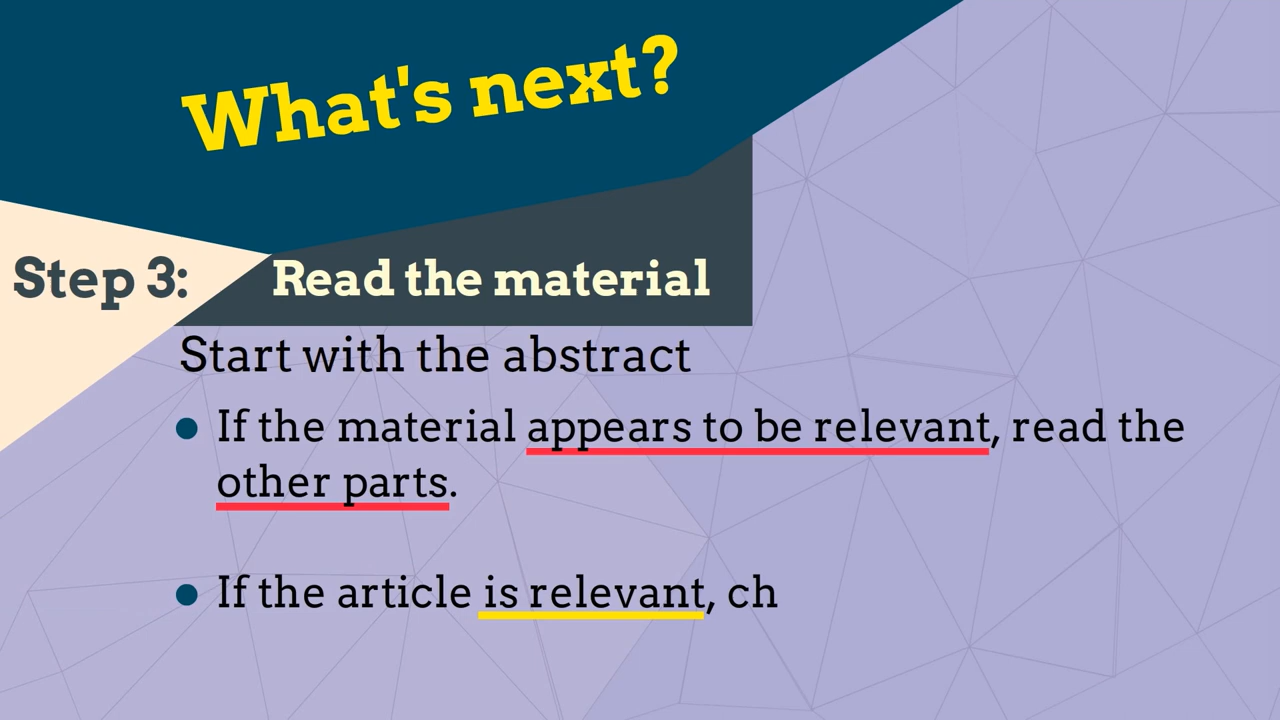 What's next?
Step 3: Read the material
Start with the abstract
If the material appears to be relevant, read the
other parts.
If the article is relevant, ch